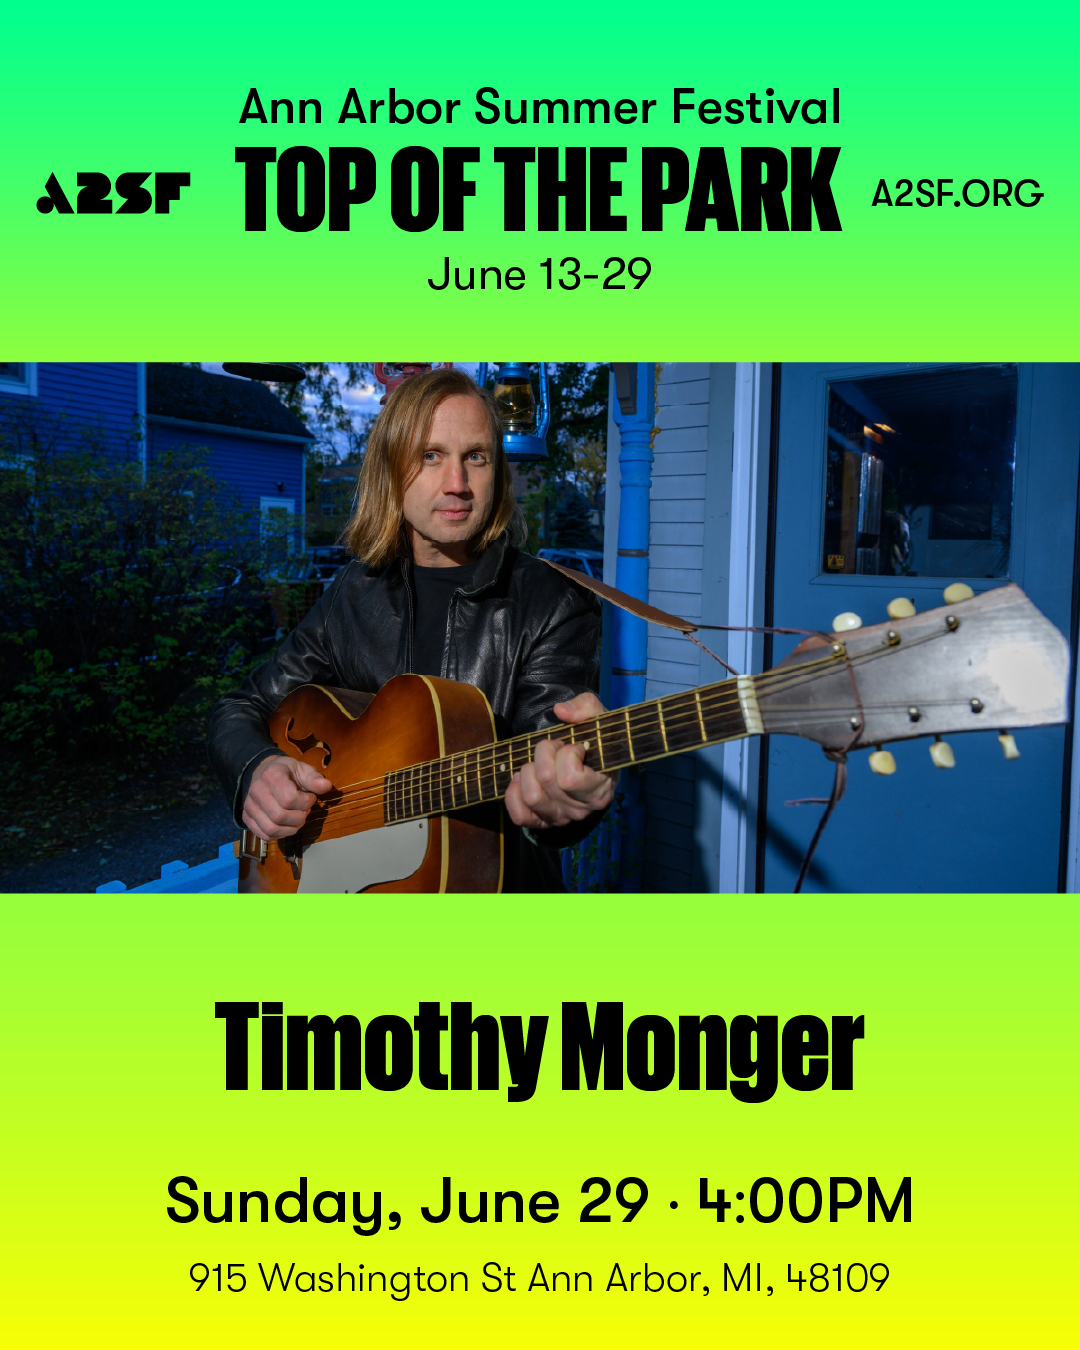 Ann Arbor Summer Festival
A2SF
TOP OF THE PARK
A2SF.ORG
June 13-29
Timothy Monger
Sunday, June 29 · 4:00PM
915 Washington St Ann Arbor, MI, 48109